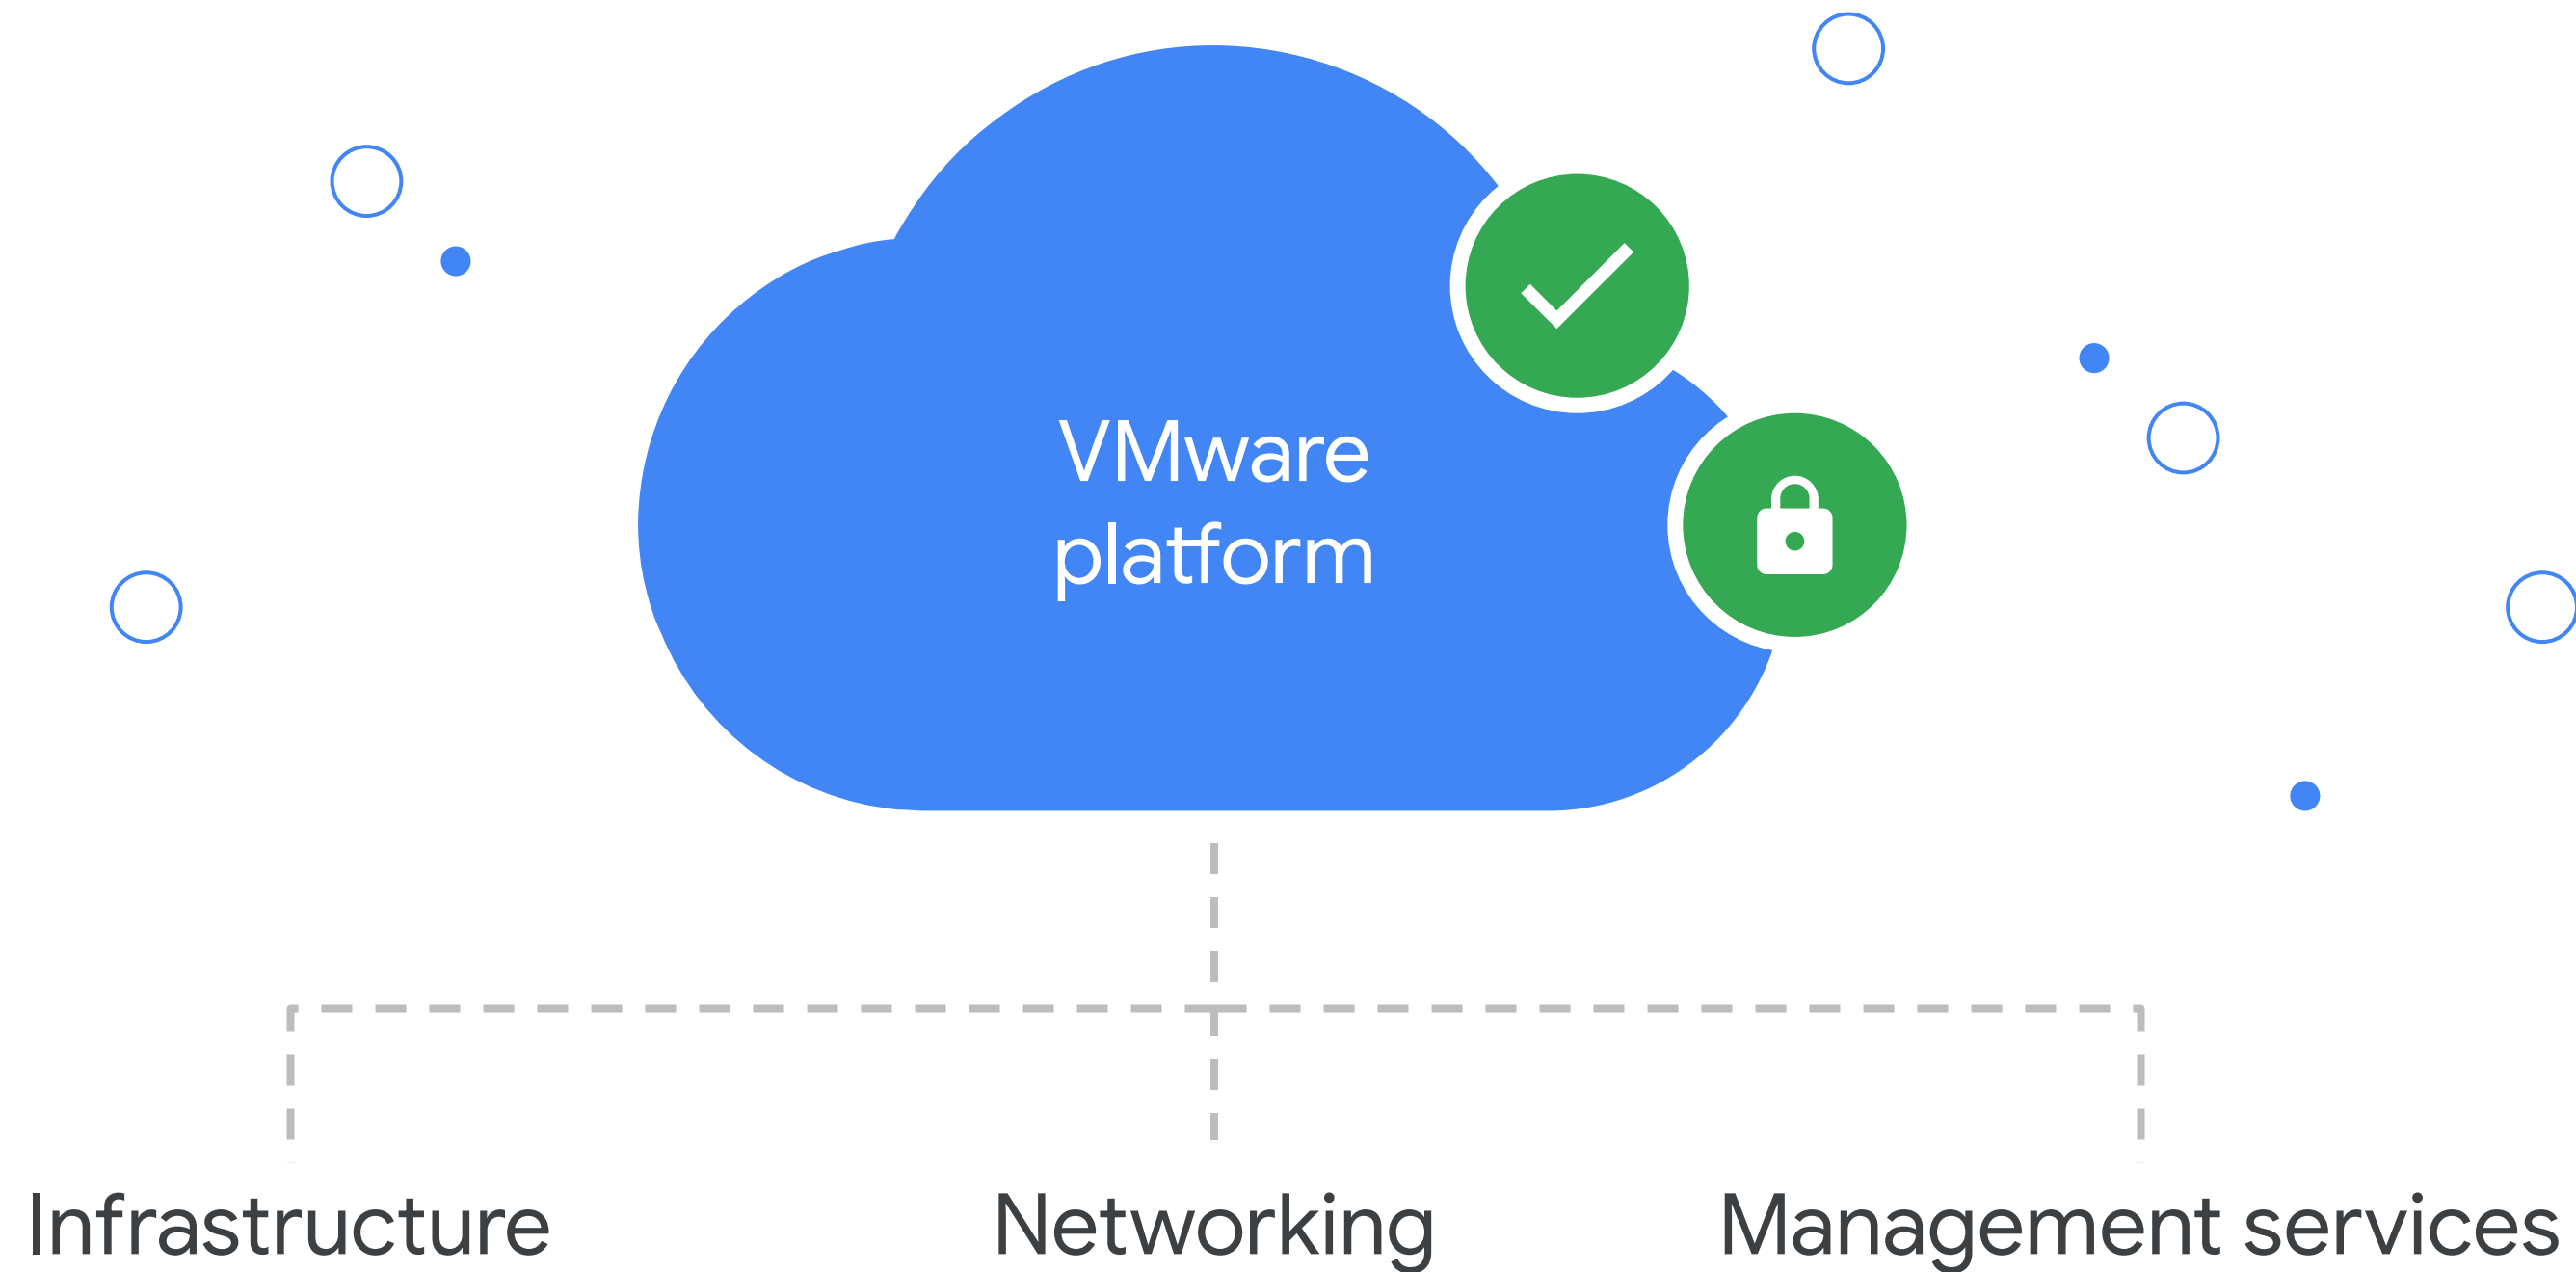 VMware
platform
Infrastructure
Networking
Management services